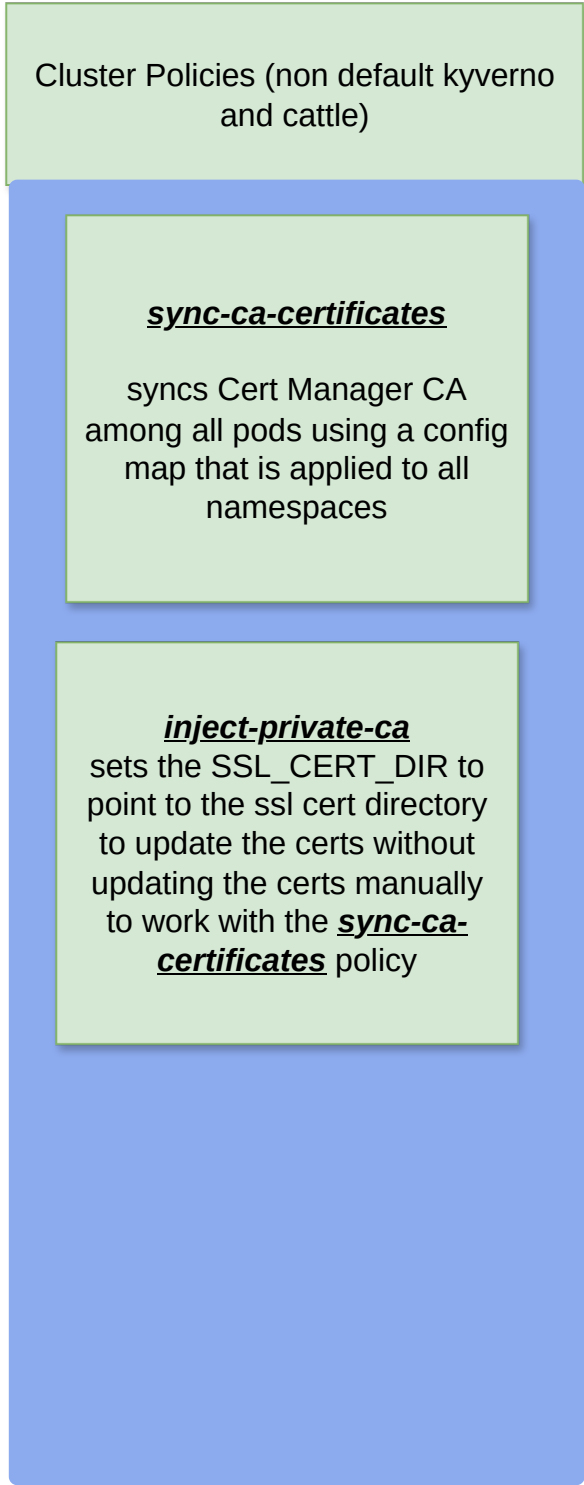 Cluster Policies (non default kyverno
and cattle)
sync-ca-certificates
syncs Cert Manager CA
among all pods using a config
map that is applied to all
namespaces
inject-private-ca
sets the SSL_CERT_DIR to
point to the ssl cert directory
to update the certs without
updating the certs manually
to work with the sync-ca-
certificates policy